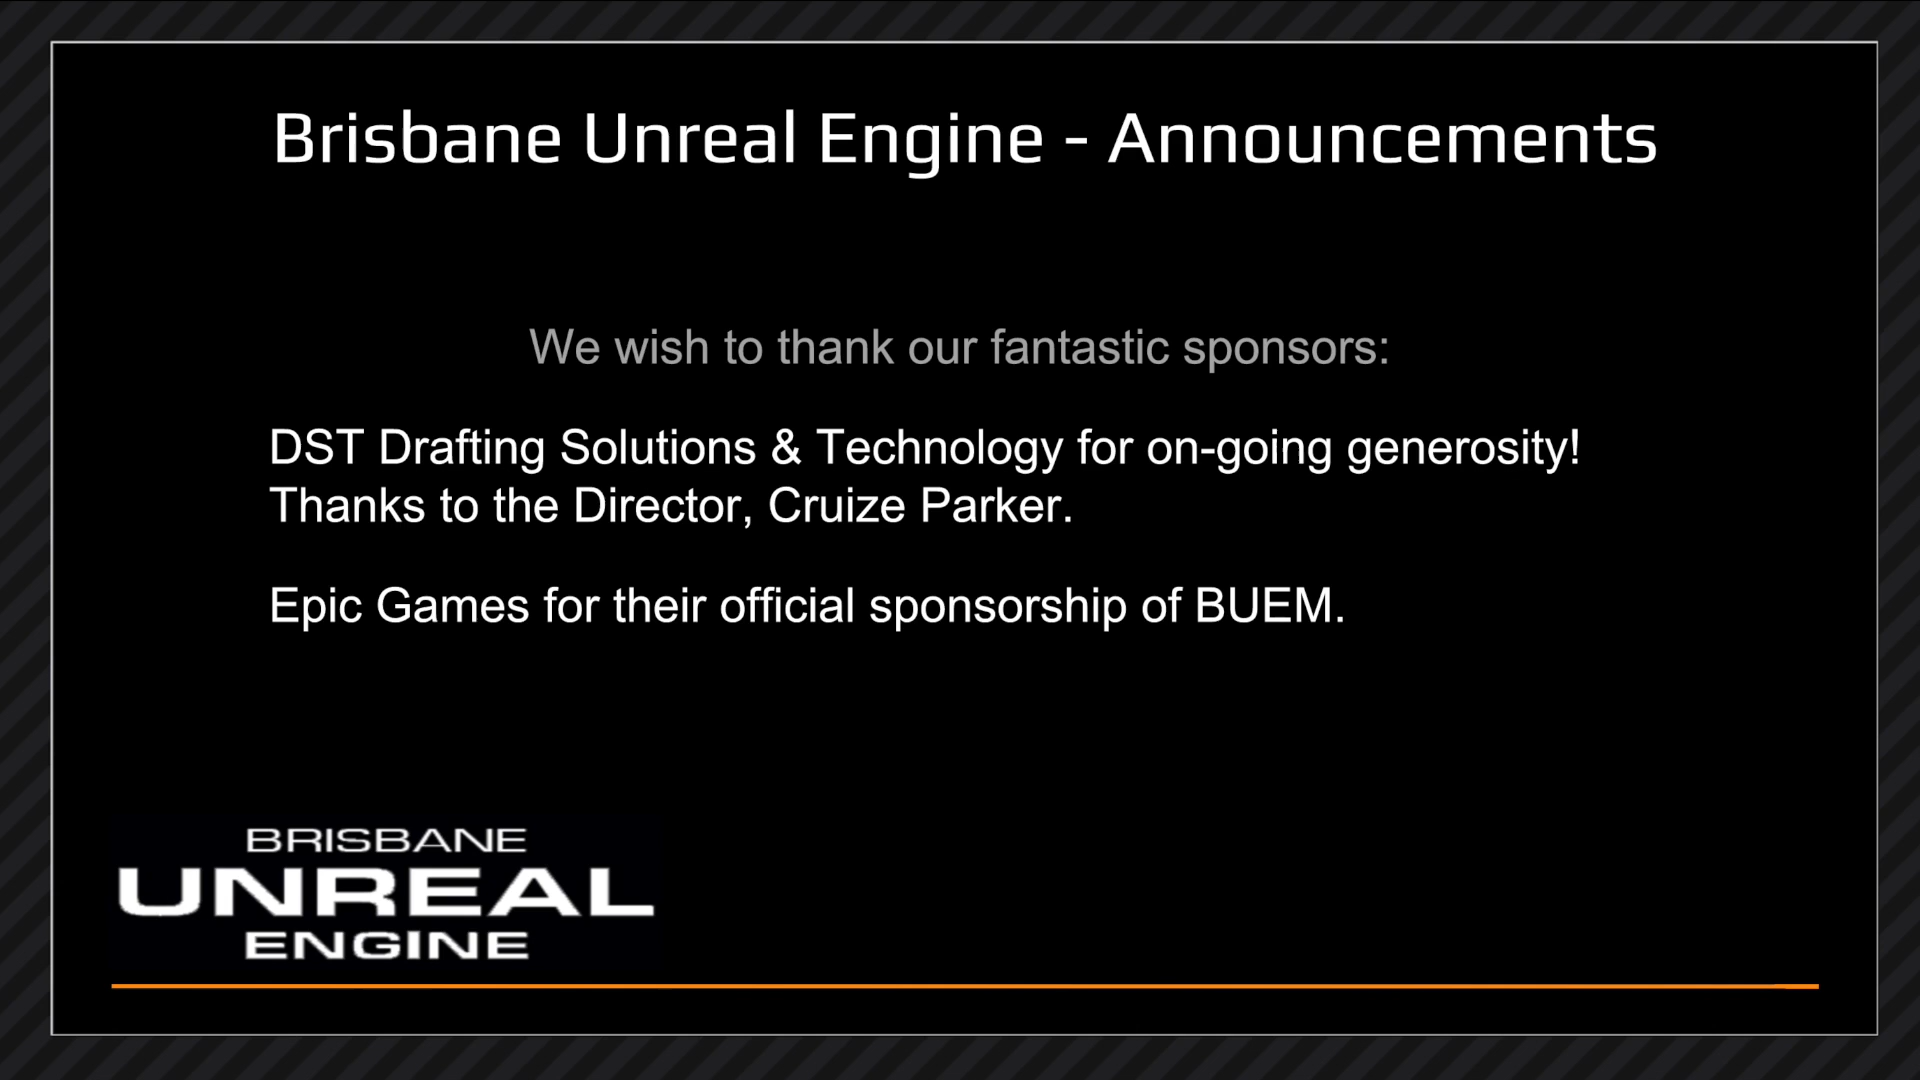 Brisbane Unreal Engine - Announcements
We wish to thank our fantastic sponsors:
DST Drafting Solutions & Technology for on-going generosity!
Thanks to the Director, Cruize Parker.
Epic Games for their official sponsorship of BUEM.
BRISBANE
UNREAL
ENGINE